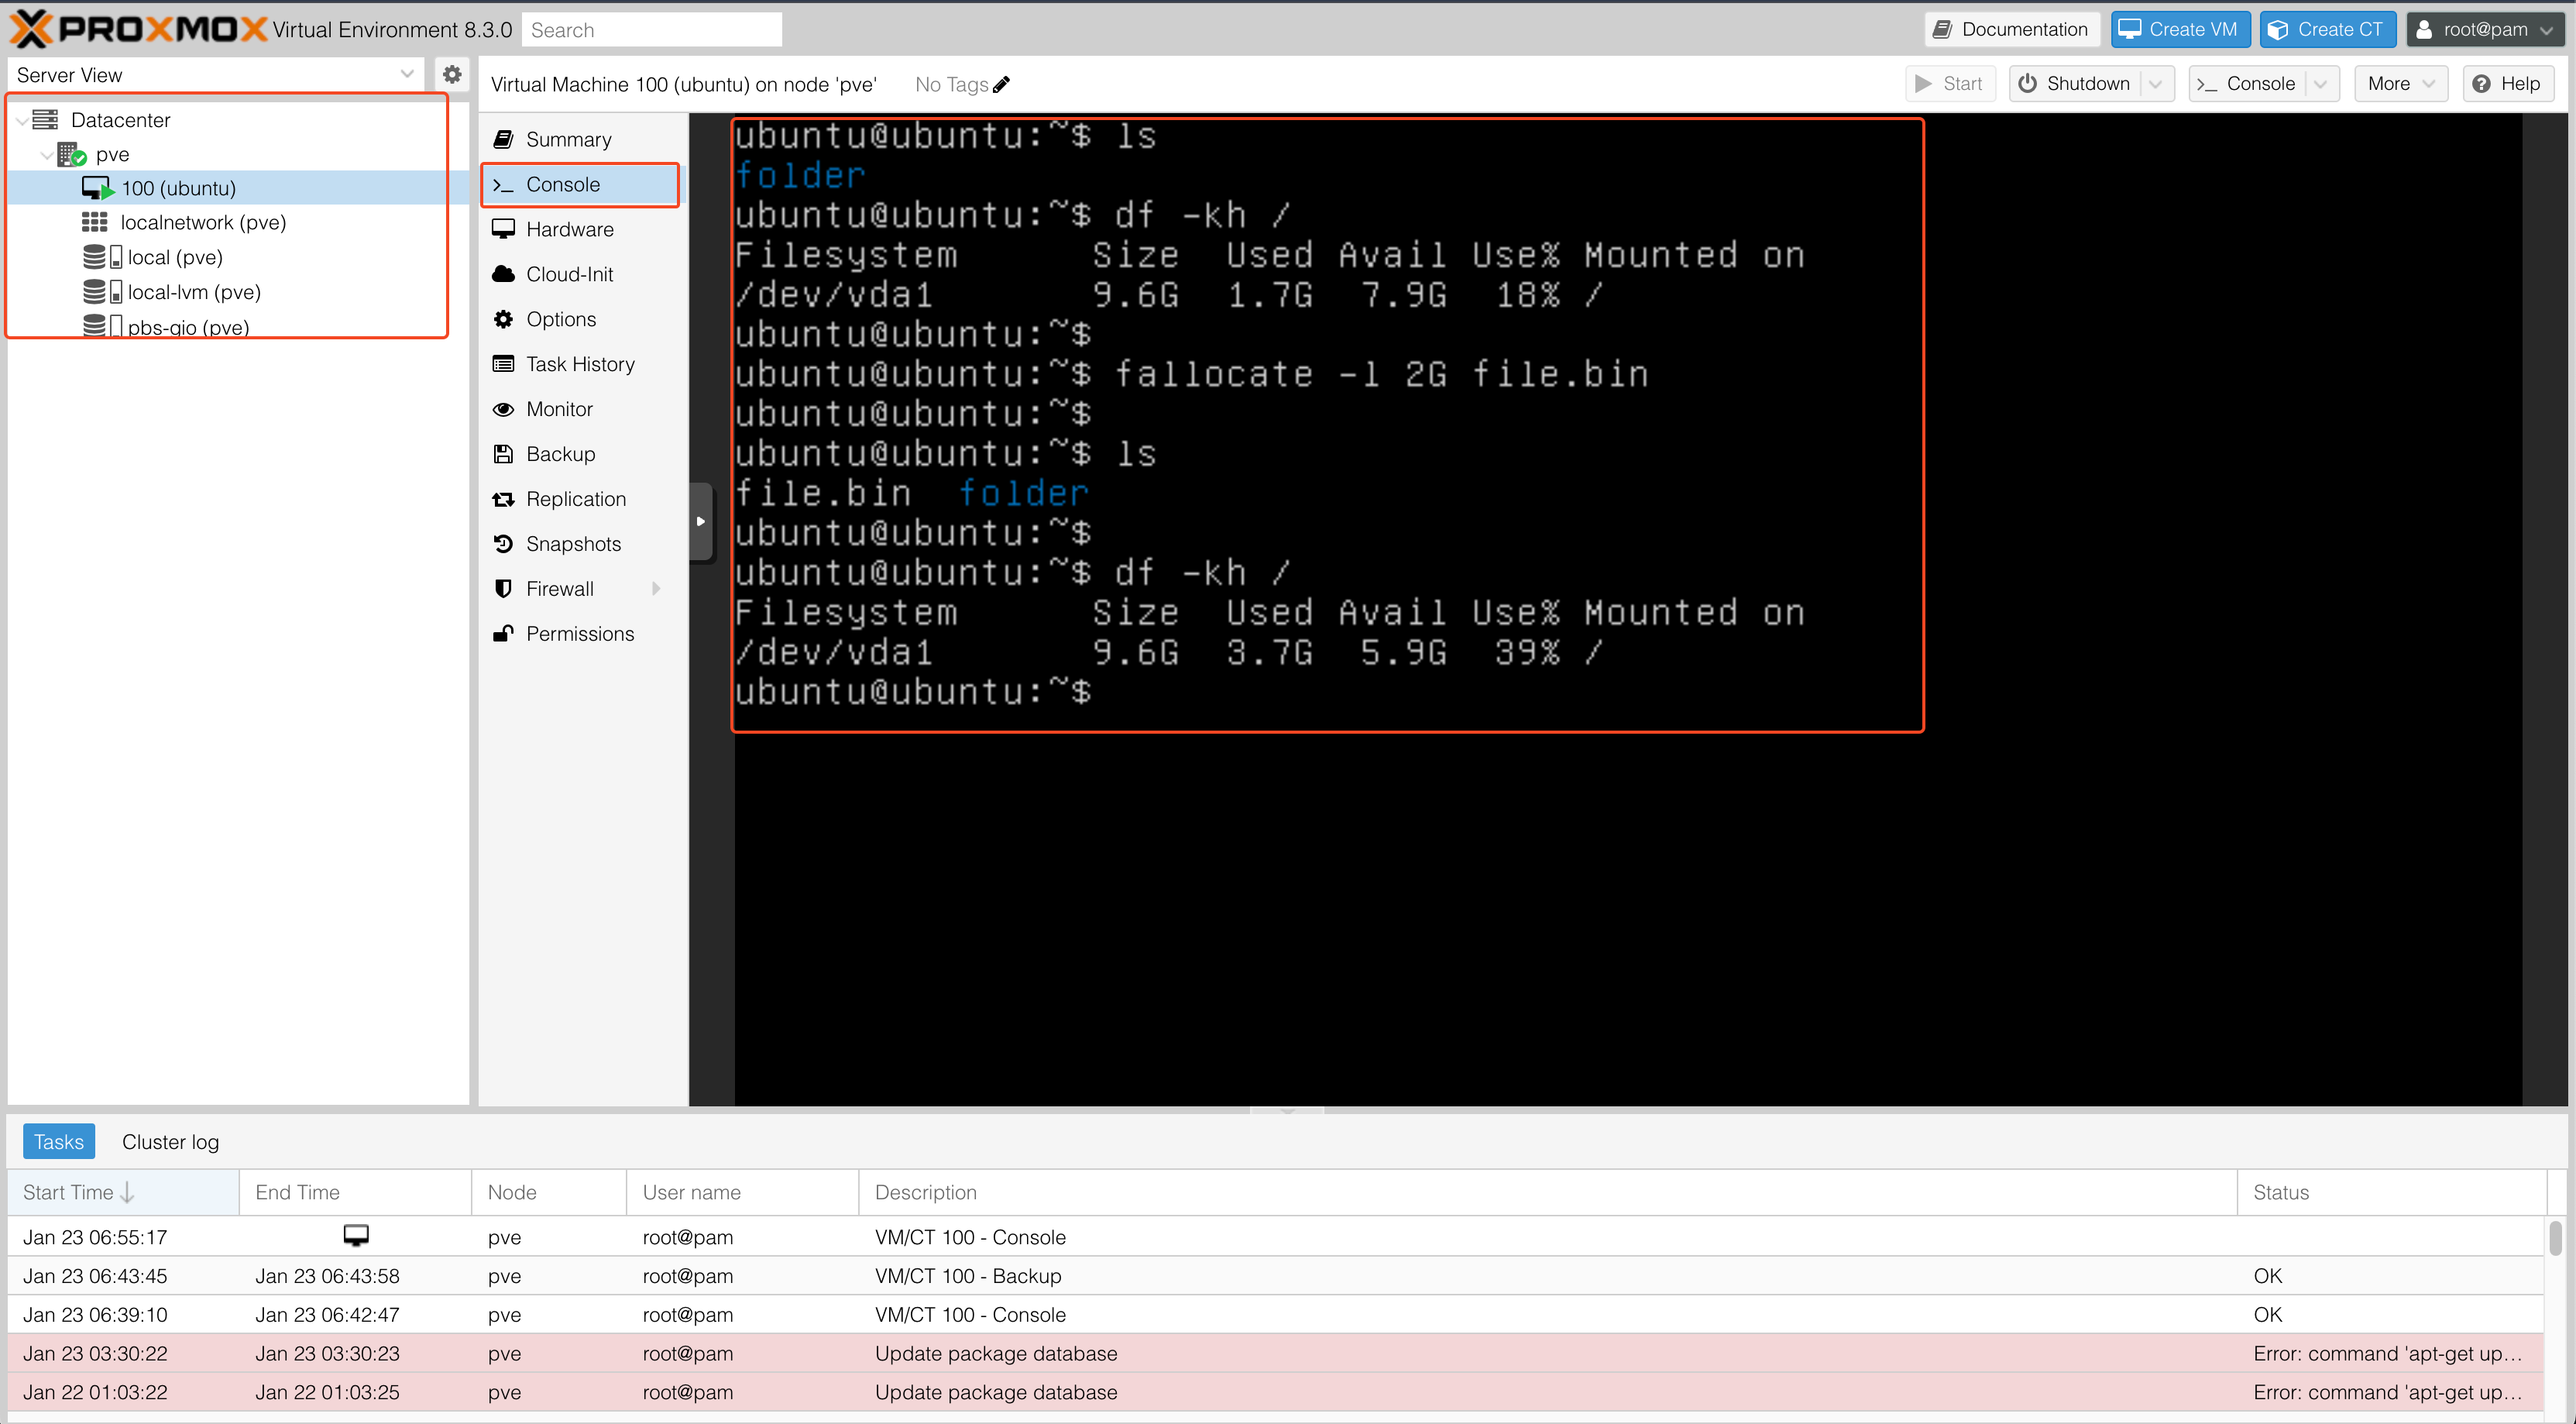 PROXMOX Virtual Environment 8.3.0 Search Documentation Create VM Create CT root@pam
Server View
Datacenter
pve
100 (ubuntu)
localnetwork (pve)
local (pve)
local-lvm (pve)
pbs-gio (pve)
Virtual Machine 100 (ubuntu) on node 'pve' No Tags Start Shutdown Console More Help
Summary
Console
Hardware
Cloud-Init
Options
Task History
Monitor
Backup
Replication
Snapshots
Firewall
Permissions
ubuntu@ubuntu:~$ ls
folder
ubuntu@ubuntu:~$ df -kh /
Filesystem Size Used Avail Use% Mounted on
/dev/vda1 9.6G 1.7G 7.9G 18% /
ubuntu@ubuntu:~$
ubuntu@ubuntu:~$ fallocate -l 2G file.bin
ubuntu@ubuntu:~$
ubuntu@ubuntu:~$ ls
file.bin folder
ubuntu@ubuntu:~$
ubuntu@ubuntu:~$ df -kh /
Filesystem Size Used Avail Use% Mounted on
/dev/vda1 9.6G 3.7G 5.9G 39% /
ubuntu@ubuntu:~$
Tasks Cluster log
Start Time End Time Node User name Description Status
Jan 23 06:55:17 pve root@pam VM/CT 100 - Console
Jan 23 06:43:45 Jan 23 06:43:58 pve root@pam VM/CT 100 - Backup OK
Jan 23 06:39:10 Jan 23 06:42:47 pve root@pam VM/CT 100 - Console OK
Jan 23 03:30:22 Jan 23 03:30:23 pve root@pam Update package database Error: command 'apt-get up...
Jan 22 01:03:22 Jan 22 01:03:25 pve root@pam Update package database Error: command 'apt-get up...